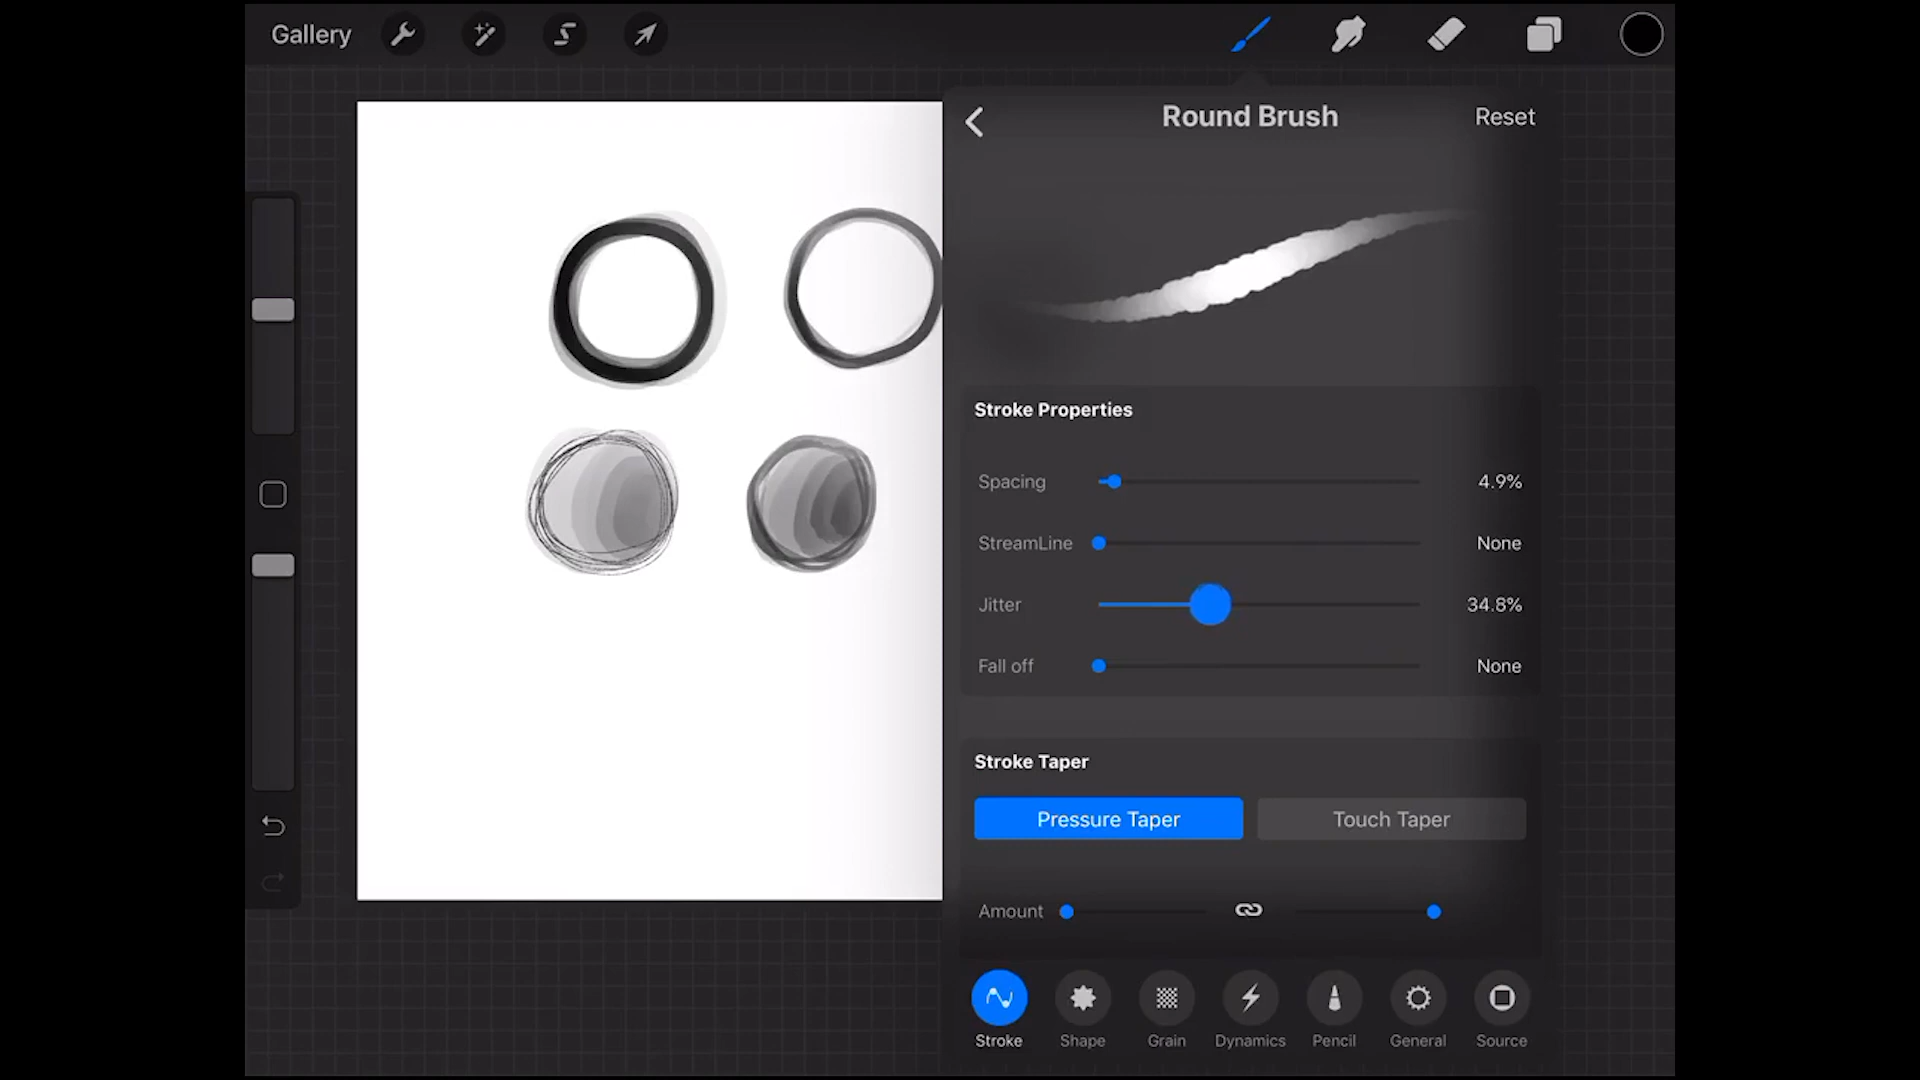 Gallery
Round Brush
Reset
Stroke Properties
Spacing 4.9%
StreamLine None
Jitter 34.8%
Fall off None
Stroke Taper
Pressure Taper Touch Taper
Amount
Stroke Shape Grain Dynamics Pencil General Source